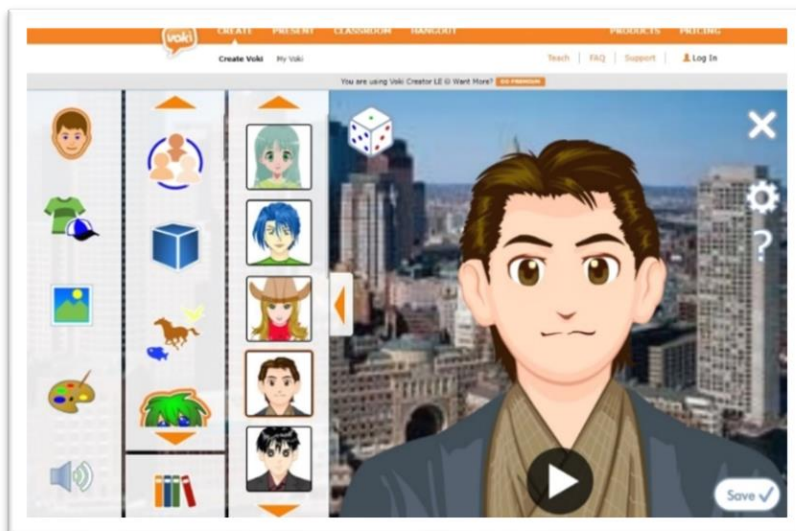 voki
CREATE PRESENT CLASSROOM HANGOUT PRODUCTS PRICING
Create Voki My Voki Teach FAQ Support Log In
You are using Voki Creator LE ☹ Want More? GO PREMIUM
?
Save